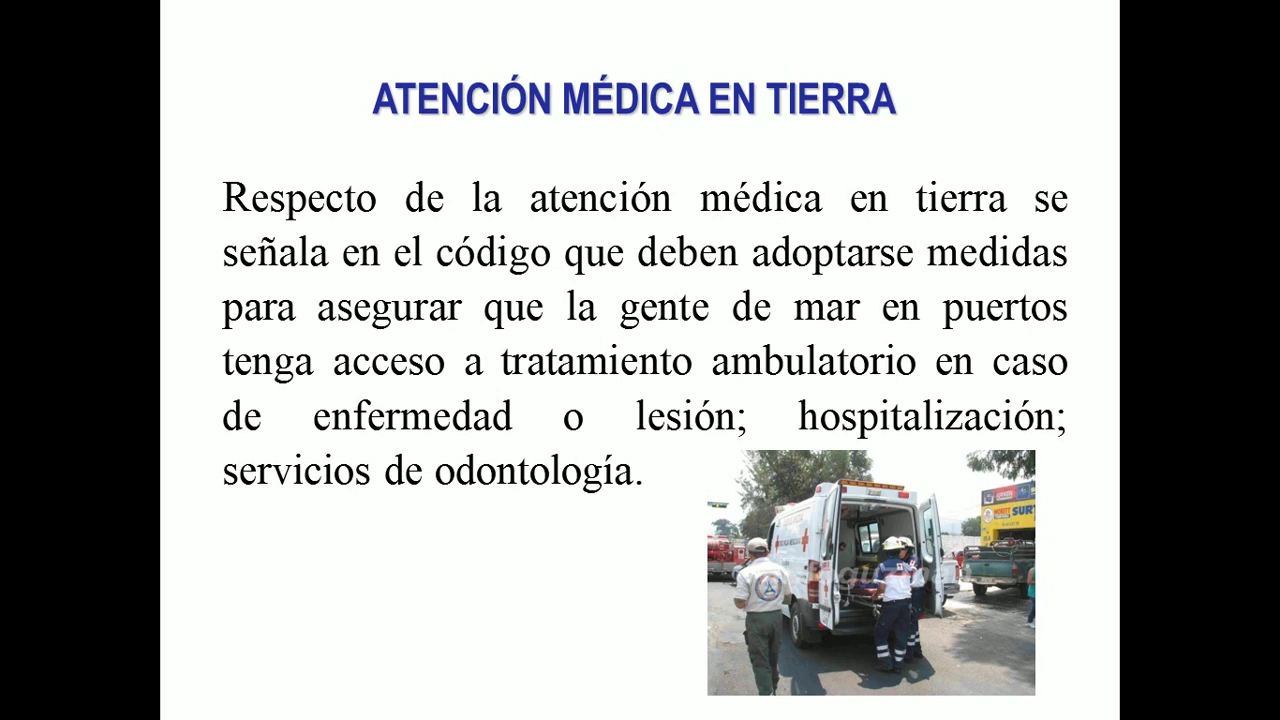 ATENCIÓN MÉDICA EN TIERRA
Respecto de la atención médica en tierra se
señala en el código que deben adoptarse medidas
para asegurar que la gente de mar en puertos
tenga acceso a tratamiento ambulatorio en caso
de enfermedad o lesión; hospitalización;
servicios de odontología.
SURT